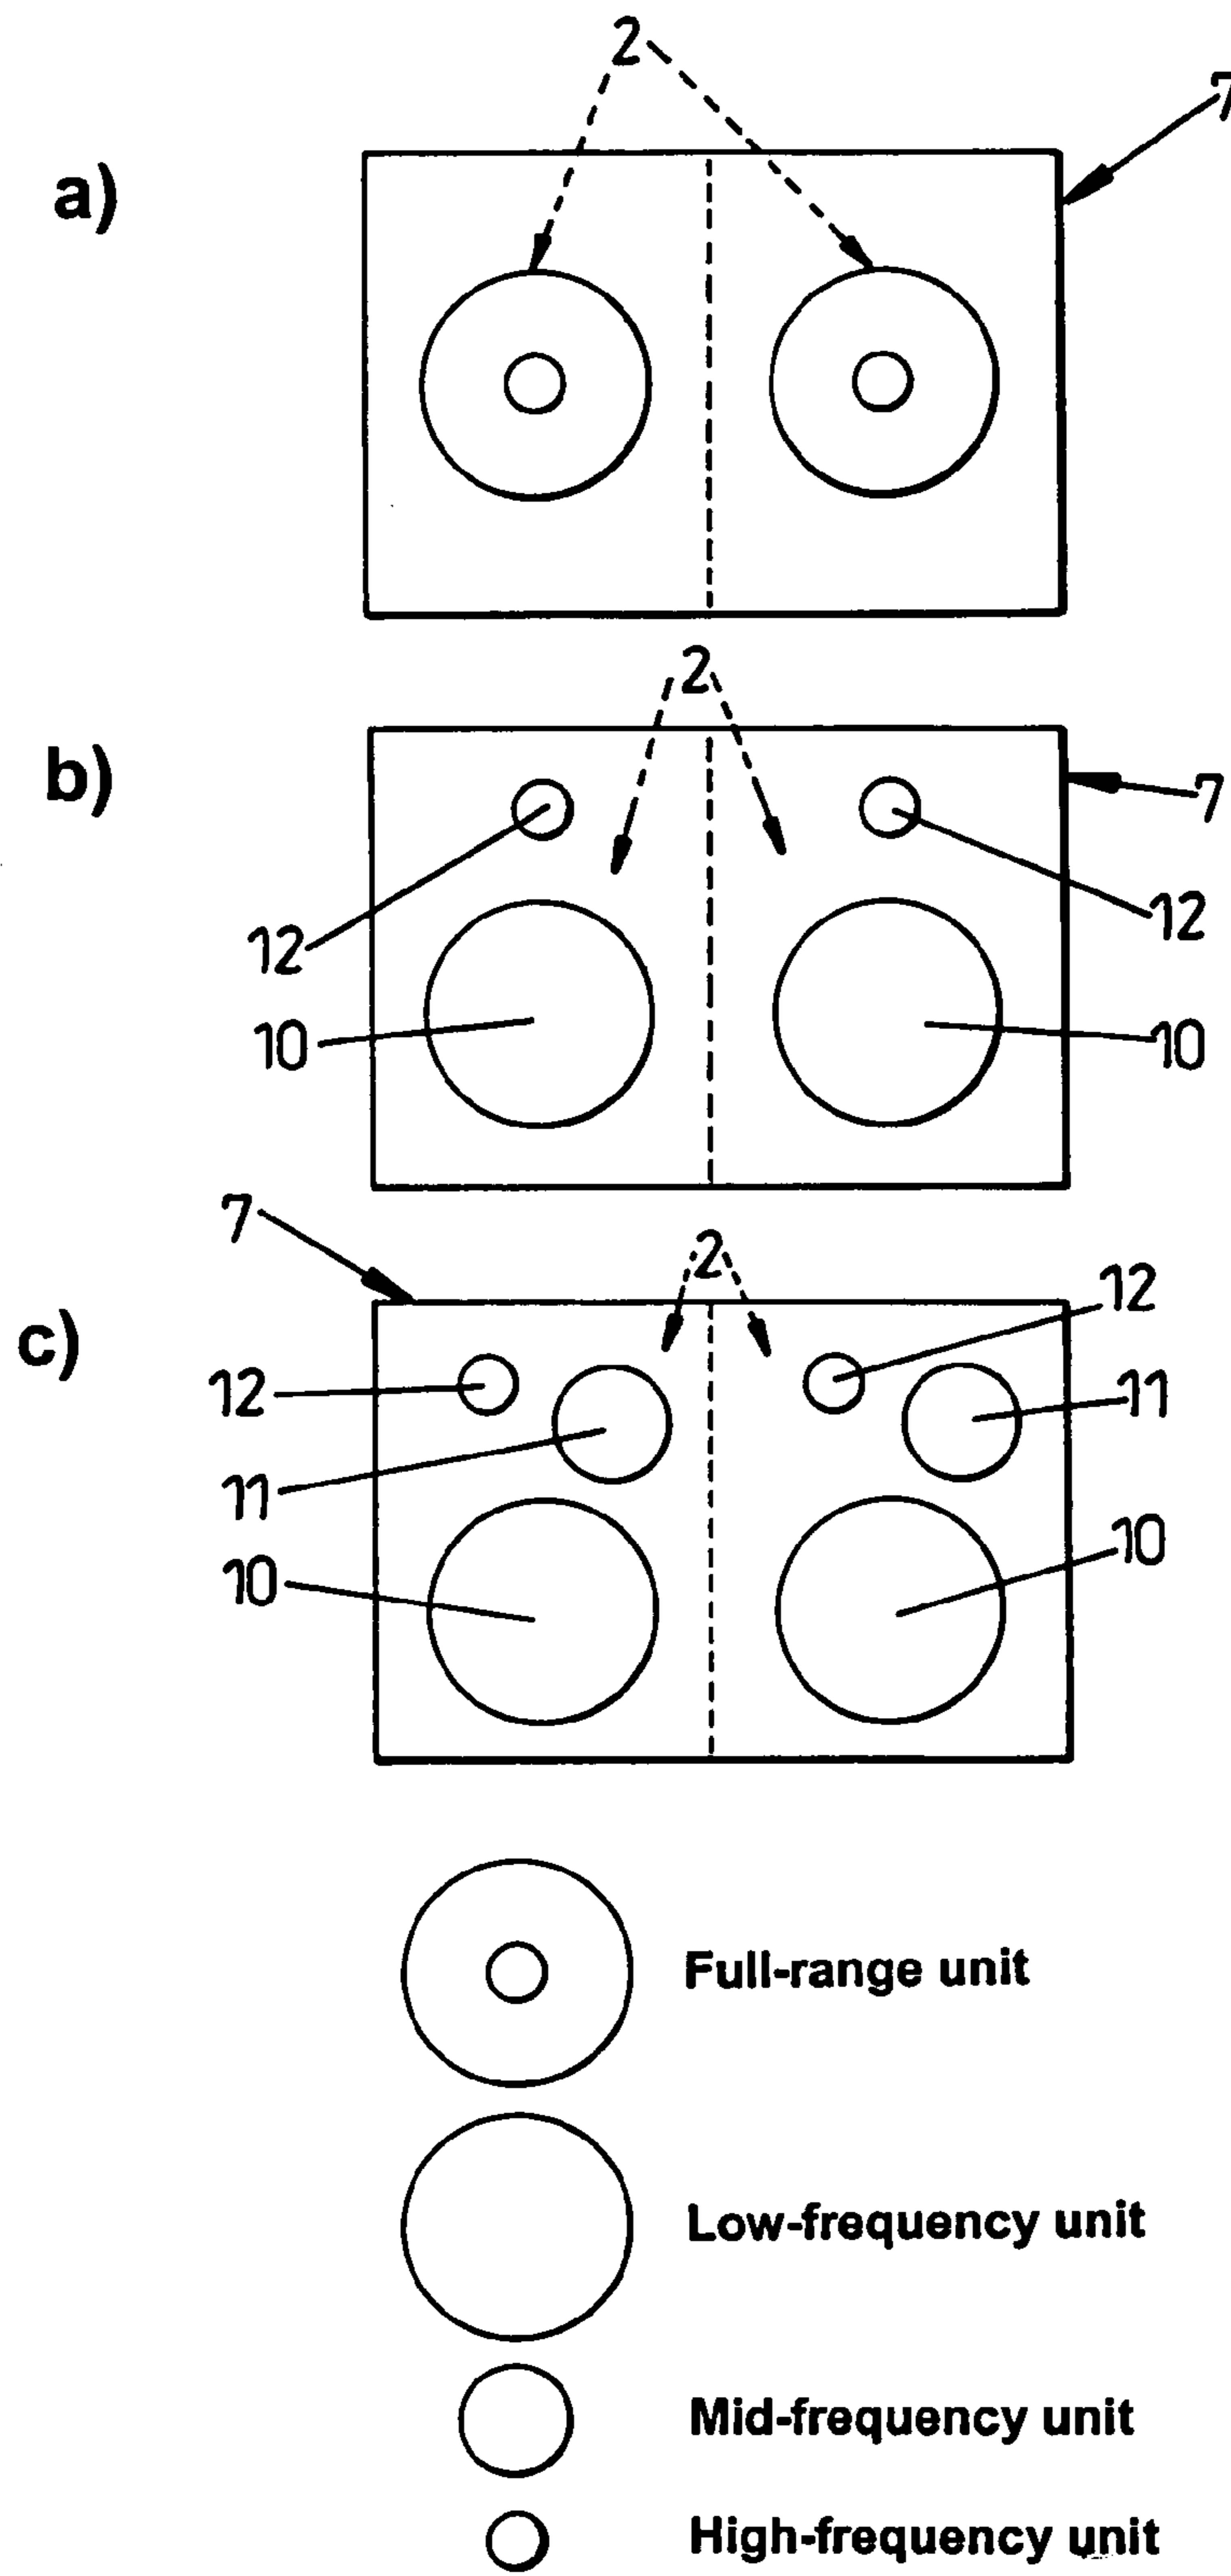 2
7
a)
2
b)
7
12
12
10
10
7
2
12
c)
12
11
11
10
10
Full-range unit
Low-frequency unit
Mid-frequency unit
High-frequency unit